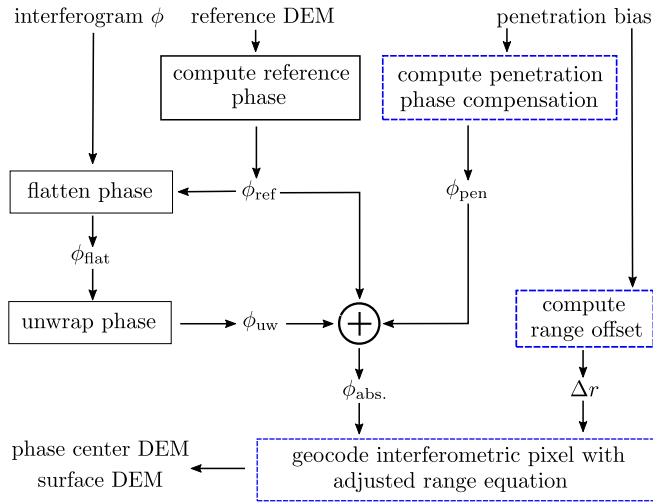 interferogram ϕ
reference DEM
penetration bias
compute reference
phase
compute penetration
phase compensation
flatten phase
ϕref
ϕpen
ϕflat
compute
range offset
unwrap phase
ϕuw
+
ϕabs.
Δr
phase center DEM
surface DEM
geocode interferometric pixel with
adjusted range equation